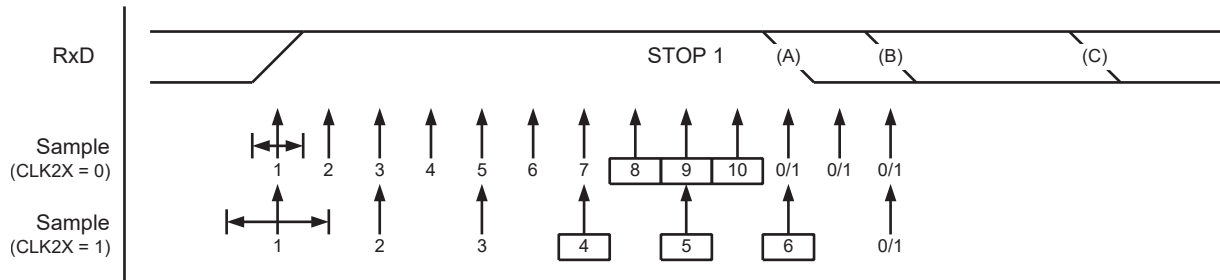 RxD STOP 1 (A) (B) (C)
Sample
(CLK2X = 0)
1 2 3 4 5 6 7 8 9 10 0/1 0/1 0/1
Sample
(CLK2X = 1)
1 2 3 4 5 6 0/1